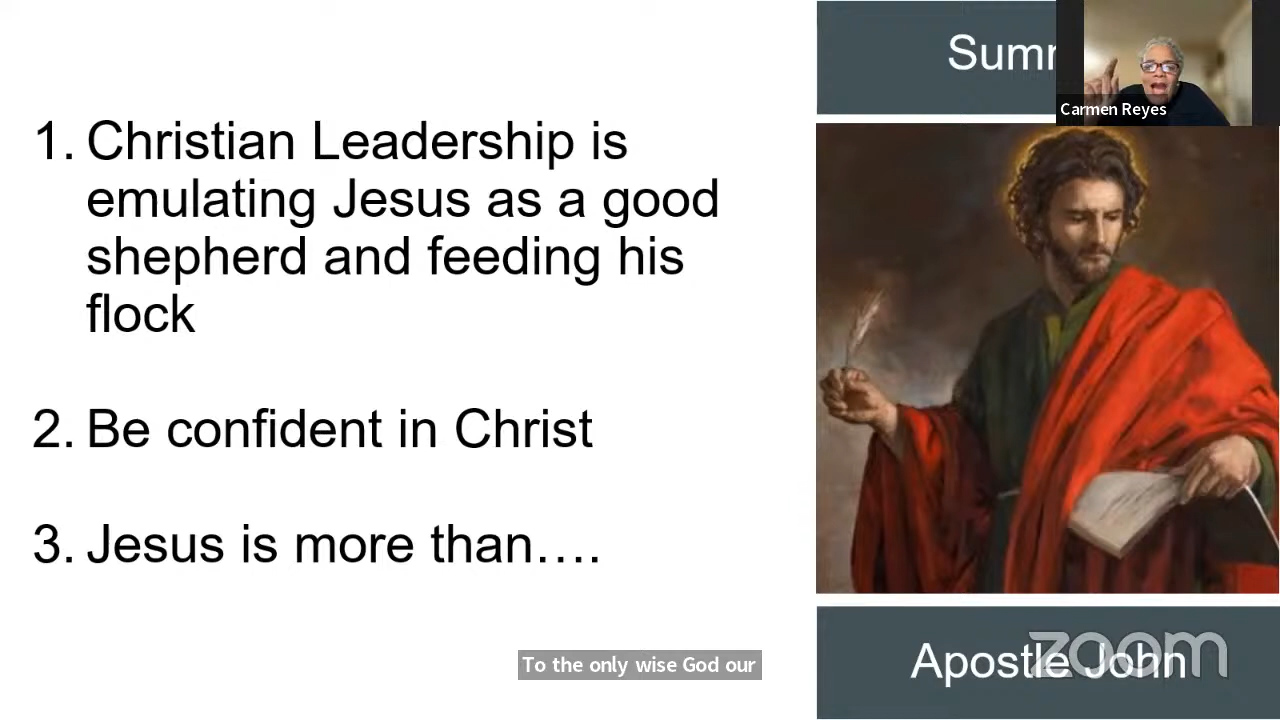 1. Christian Leadership is
emulating Jesus as a good
shepherd and feeding his
flock
2. Be confident in Christ
3. Jesus is more than….
Carmen Reyes
Apostle John
zoom
To the only wise God our